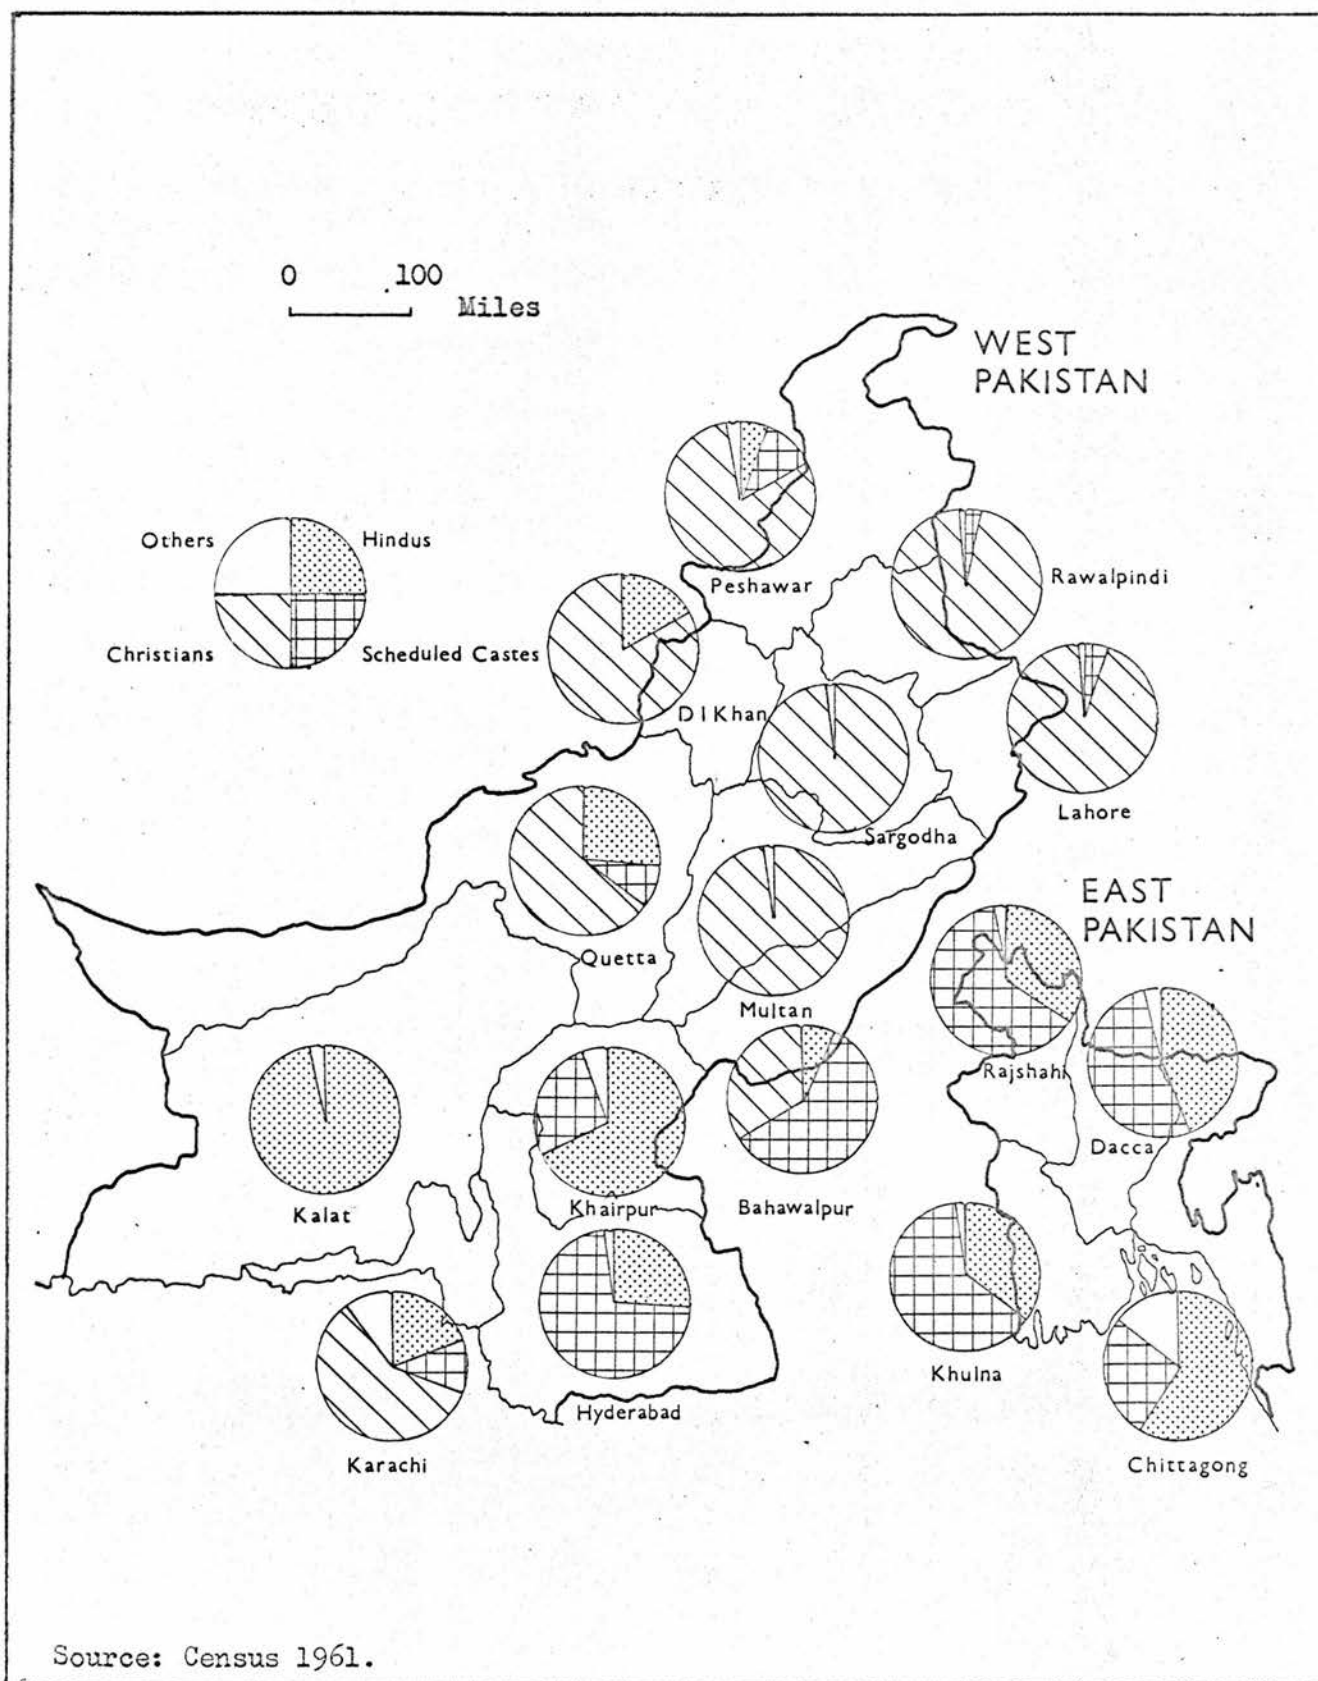 0 100
Miles
WEST
PAKISTAN
Others Hindus
Christians Scheduled Castes
Peshawar
Rawalpindi
D I Khan
Lahore
Sargodha
Quetta
Multan
EAST
PAKISTAN
Rajshahi
Dacca
Kalat
Khairpur
Bahawalpur
Khulna
Hyderabad
Karachi
Chittagong
Source: Census 1961.